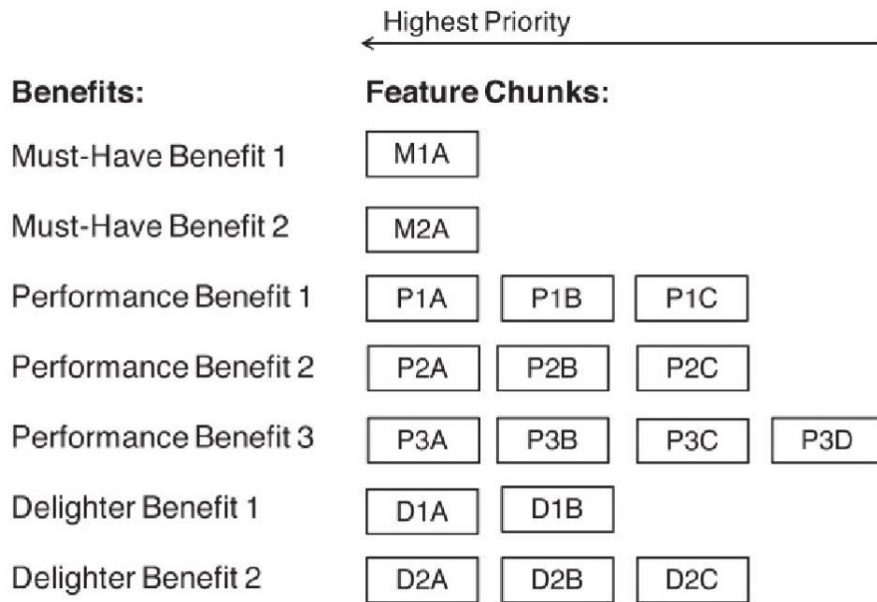 Highest Priority
Benefits: Feature Chunks:
Must-Have Benefit 1 M1A
Must-Have Benefit 2 M2A
Performance Benefit 1 P1A P1B P1C
Performance Benefit 2 P2A P2B P2C
Performance Benefit 3 P3A P3B P3C P3D
Delighter Benefit 1 D1A D1B
Delighter Benefit 2 D2A D2B D2C